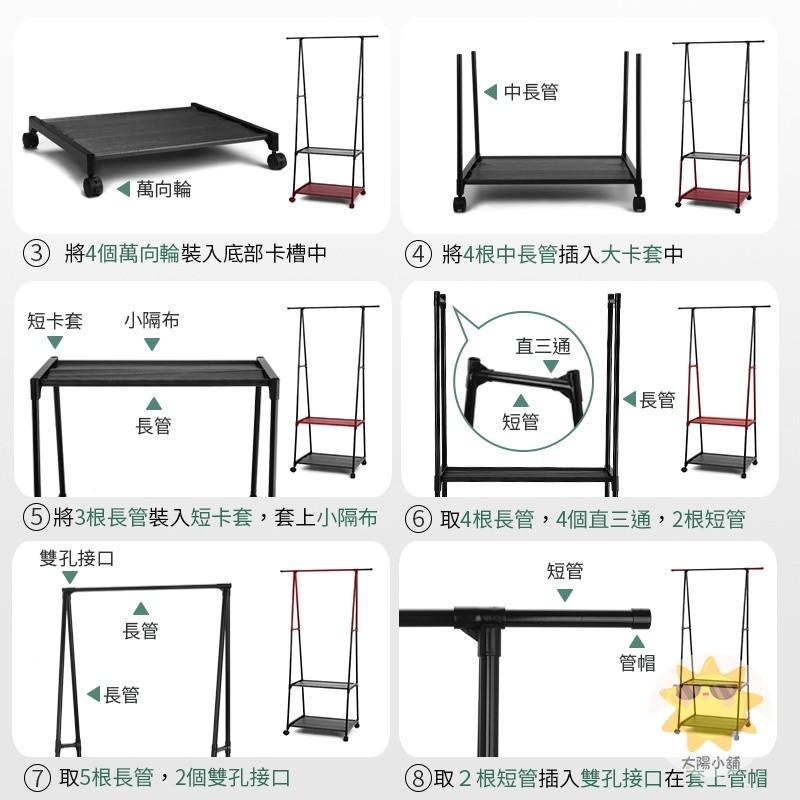 萬向輪
③ 將4個萬向輪裝入底部卡槽中
中長管
④ 將4根中長管插入大卡套中
短卡套 小隔布
長管
⑤將3根長管裝入短卡套，套上小隔布
直三通
短管
長管
⑥ 取4根長管，4個直三通，2根短管
雙孔接口
長管
長管
⑦ 取5根長管，2個雙孔接口
短管
管帽
太陽小舖
⑧取２根短管插入雙孔接口在套上管帽